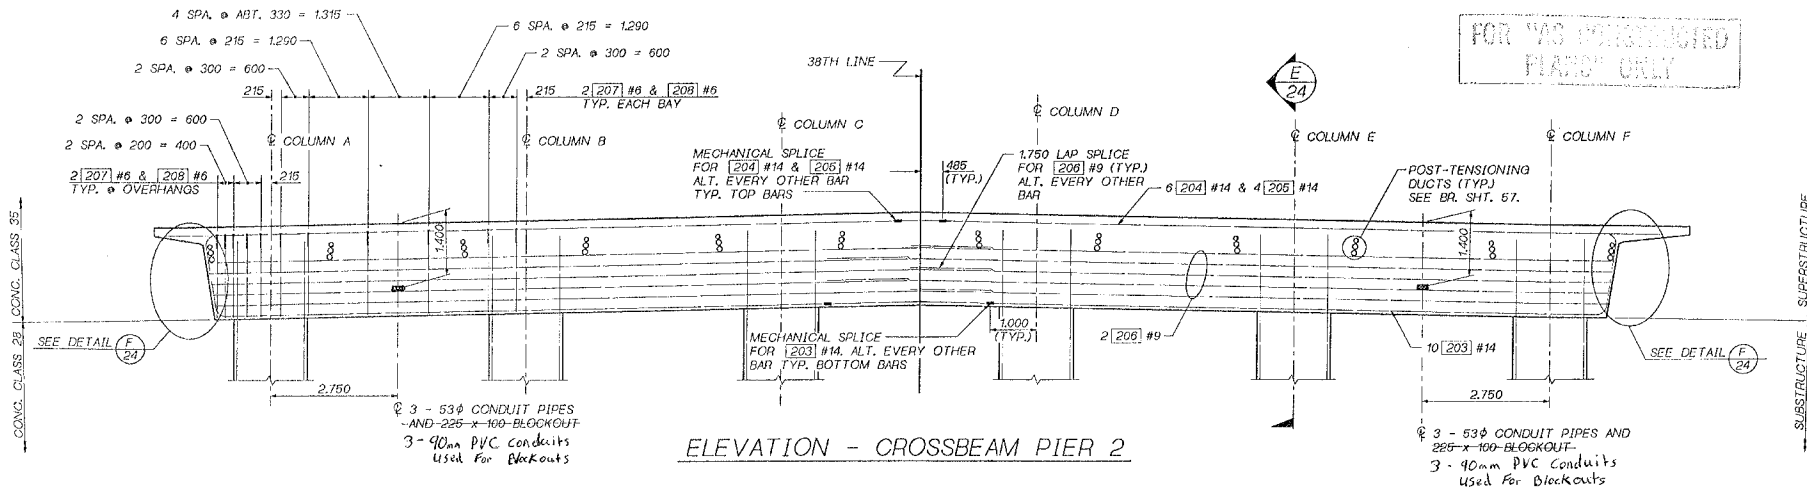 4 SPA. @ ABT. 330 = 1.315
6 SPA. @ 215 = 1.290
2 SPA. @ 300 = 600
215
6 SPA. @ 215 = 1.290
2 SPA. @ 300 = 600
215
2 207 #6 & 208 #6
TYP. EACH BAY
38TH LINE
E
24
FOR "AS CONSTRUCTED
PLANS" ONLY
2 SPA. @ 300 = 600
2 SPA. @ 200 = 400
2 207 #6 & 208 #6
TYP. @ OVERHANGS
215
℄ COLUMN A
℄ COLUMN B
℄ COLUMN C
℄ COLUMN D
℄ COLUMN E
℄ COLUMN F
MECHANICAL SPLICE
FOR 204 #14 & 205 #14
ALT. EVERY OTHER BAR
TYP. TOP BARS
485
(TYP.)
1.750 LAP SPLICE
FOR 206 #9 (TYP.)
ALT. EVERY OTHER
BAR
6 204 #14 & 4 205 #14
POST-TENSIONING
DUCTS (TYP.)
SEE BR. SHT. 57.
1.400
1.400
CONC. CLASS 35
CONC. CLASS 28
SUPERSTRUCTURE
SUBSTRUCTURE
SEE DETAIL F
24
MECHANICAL SPLICE
FOR 203 #14. ALT. EVERY OTHER
BAR TYP. BOTTOM BARS
1.000
(TYP.)
2 206 #9
10 203 #14
SEE DETAIL F
24
2.750
2.750
℄ 3 - 53ϕ CONDUIT PIPES
AND 225 x 100 BLOCKOUT
3-90mm PVC Conduits
Used For Blockouts
ELEVATION - CROSSBEAM PIER 2
℄ 3 - 53ϕ CONDUIT PIPES AND
225 x 100 BLOCKOUT
3-90mm PVC Conduits
Used For Blockouts